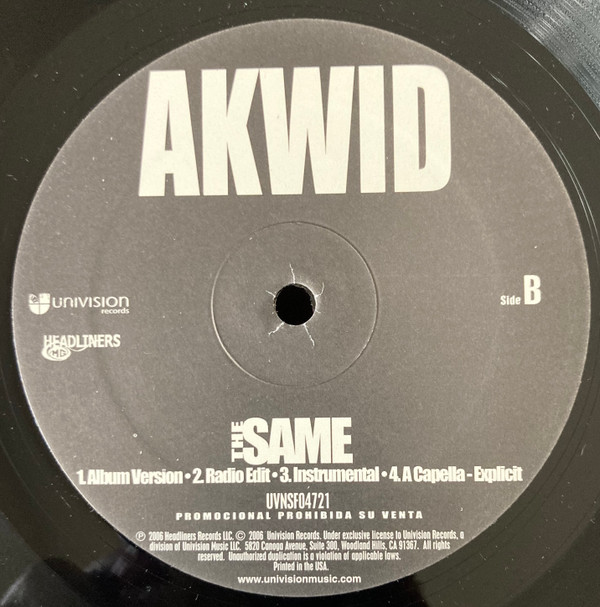 AKWID
UNIVISION
records
Side B
HEADLINERS
MG
THE SAME
1. Album Version • 2. Radio Edit • 3. Instrumental • 4. A Capella - Explicit
UVNSF04721
PROMOCIONAL PROHIBIDA SU VENTA
℗ 2006 Headliners Records LLC. © 2006 Univision Records. Under exclusive license to Univision Records, a
division of Univision Music LLC. 5820 Canoga Avenue, Suite 300, Woodland Hills, CA 91367. All rights
reserved. Unauthorized duplication is a violation of applicable laws.
Printed in the USA.
www.univisionmusic.com